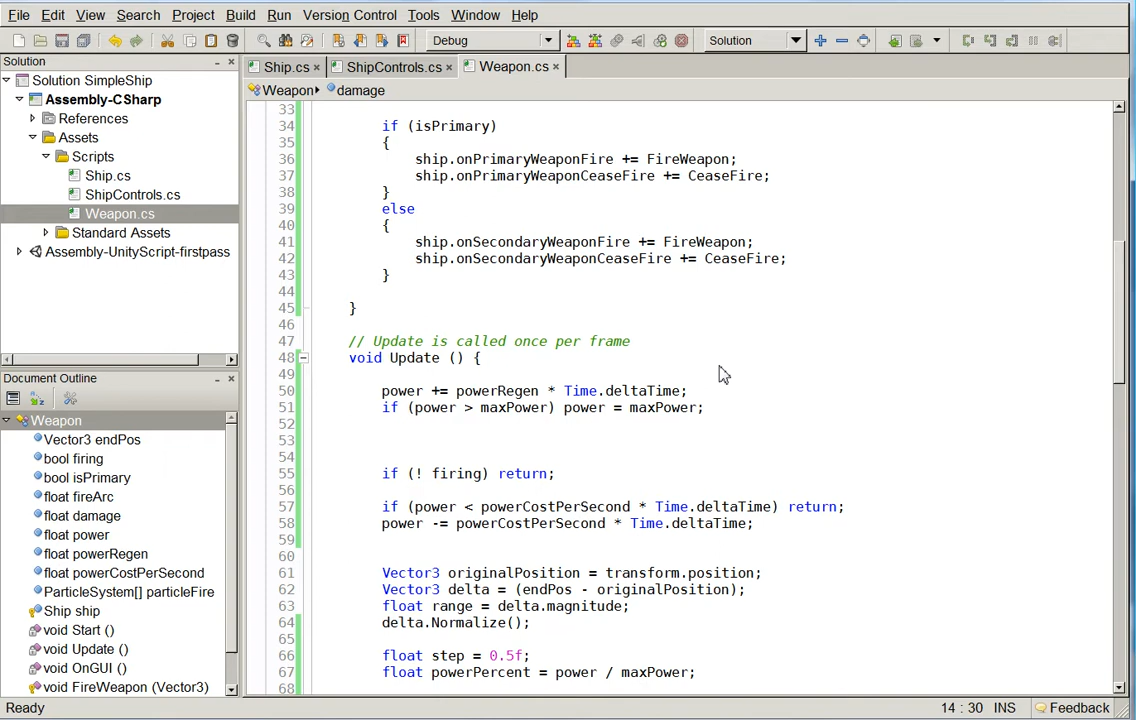 File Edit View Search Project Build Run Version Control Tools Window Help
Debug Solution
Solution
Solution SimpleShip
Assembly-CSharp
References
Assets
Scripts
Ship.cs
ShipControls.cs
Weapon.cs
Standard Assets
Assembly-UnityScript-firstpass
Document Outline
Weapon
Vector3 endPos
bool firing
bool isPrimary
float fireArc
float damage
float power
float powerRegen
float powerCostPerSecond
ParticleSystem[] particleFire
Ship ship
void Start ()
void Update ()
void OnGUI ()
void FireWeapon (Vector3)
Ship.cs × ShipControls.cs × Weapon.cs ×
Weapon damage
33
34 if (isPrimary)
35 {
36 ship.onPrimaryWeaponFire += FireWeapon;
37 ship.onPrimaryWeaponCeaseFire += CeaseFire;
38 }
39 else
40 {
41 ship.onSecondaryWeaponFire += FireWeapon;
42 ship.onSecondaryWeaponCeaseFire += CeaseFire;
43 }
44
45 }
46
47 // Update is called once per frame
48 void Update () {
49
50 power += powerRegen * Time.deltaTime;
51 if (power > maxPower) power = maxPower;
52
53
54
55 if (! firing) return;
56
57 if (power < powerCostPerSecond * Time.deltaTime) return;
58 power -= powerCostPerSecond * Time.deltaTime;
59
60
61 Vector3 originalPosition = transform.position;
62 Vector3 delta = (endPos - originalPosition);
63 float range = delta.magnitude;
64 delta.Normalize();
65
66 float step = 0.5f;
67 float powerPercent = power / maxPower;
68
Ready 14 : 30 INS Feedback